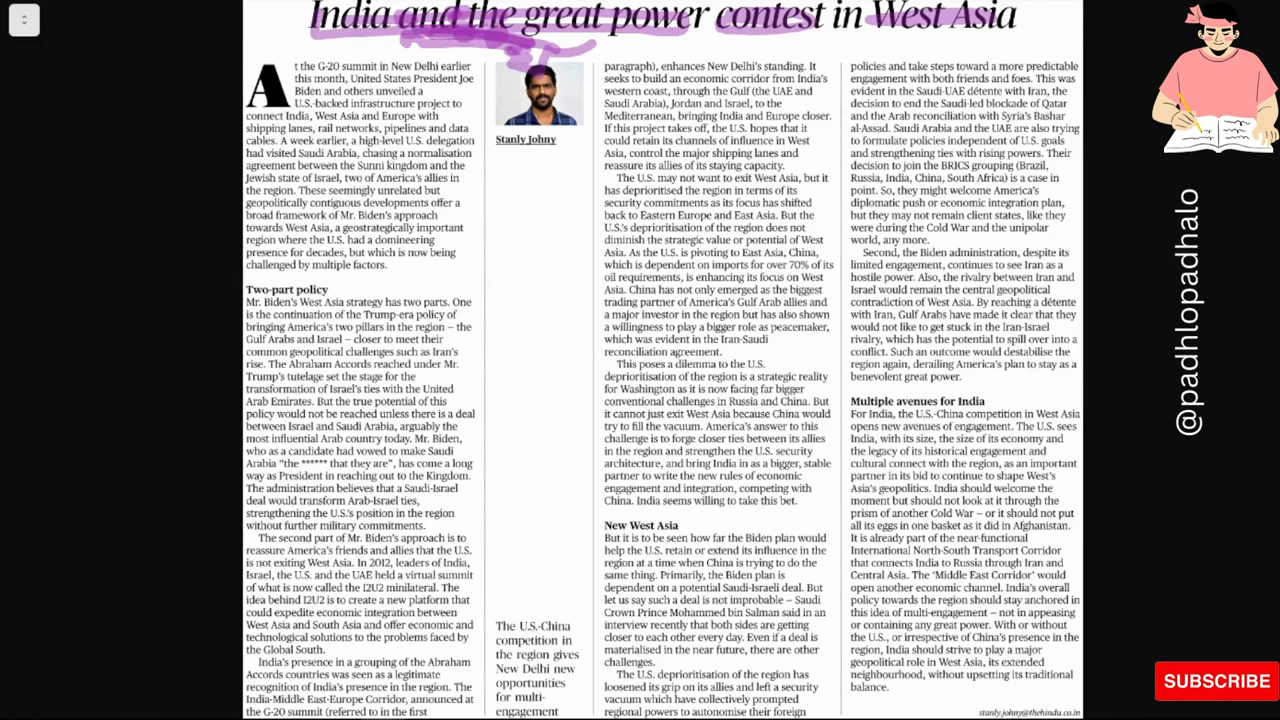 India and the great power contest in West Asia
At the G-20 summit in New Delhi earlier
this month, United States President Joe
Biden and others unveiled a
U.S.-backed infrastructure project to
connect India, West Asia and Europe with
shipping lanes, rail networks, pipelines and data
cables. A week earlier, a high-level U.S. delegation
had visited Saudi Arabia, chasing a normalisation
agreement between the Sunni kingdom and the
Jewish state of Israel, two of America's allies in
the region. These seemingly unrelated but
geopolitically contiguous developments offer a
broad framework of Mr. Biden's approach
towards West Asia, a geostrategically important
region where the U.S. had a domineering
presence for decades, but which is now being
challenged by multiple factors.
Two-part policy
Mr. Biden's West Asia strategy has two parts. One
is the continuation of the Trump-era policy of
bringing America's two pillars in the region – the
Gulf Arabs and Israel – closer to meet their
common geopolitical challenges such as Iran's
rise. The Abraham Accords reached under Mr.
Trump's tutelage set the stage for the
transformation of Israel's ties with the United
Arab Emirates. But the true potential of this
policy would not be reached unless there is a deal
between Israel and Saudi Arabia, arguably the
most influential Arab country today. Mr. Biden,
who as a candidate had vowed to make Saudi
Arabia "the ****** that they are", has come a long
way as President in reaching out to the Kingdom.
The administration believes that a Saudi-Israel
deal would transform Arab-Israel ties,
strengthening the U.S.'s position in the region
without further military commitments.
The second part of Mr. Biden's approach is to
reassure America's friends and allies that the U.S.
is not exiting West Asia. In 2012, leaders of India,
Israel, the U.S. and the UAE held a virtual summit
of what is now called the I2U2 minilateral. The
idea behind I2U2 is to create a new platform that
could expedite economic integration between
West Asia and South Asia and offer economic and
technological solutions to the problems faced by
the Global South.
India's presence in a grouping of the Abraham
Accords countries was seen as a legitimate
recognition of India's presence in the region. The
India-Middle East-Europe Corridor, announced at
the G-20 summit (referred to in the first
Stanly Johny
The U.S.-China
competition in
the region gives
New Delhi new
opportunities
for multi-
engagement
paragraph), enhances New Delhi's standing. It
seeks to build an economic corridor from India's
western coast, through the Gulf (the UAE and
Saudi Arabia), Jordan and Israel, to the
Mediterranean, bringing India and Europe closer.
If this project takes off, the U.S. hopes that it
could retain its channels of influence in West
Asia, control the major shipping lanes and
reassure its allies of its staying capacity.
The U.S. may not want to exit West Asia, but it
has deprioritised the region in terms of its
security commitments as its focus has shifted
back to Eastern Europe and East Asia. But the
U.S.'s deprioritisation of the region does not
diminish the strategic value or potential of West
Asia. As the U.S. is pivoting to East Asia, China,
which is dependent on imports for over 70% of its
oil requirements, is enhancing its focus on West
Asia. China has not only emerged as the biggest
trading partner of America's Gulf Arab allies and
a major investor in the region but has also shown
a willingness to play a bigger role as peacemaker,
which was evident in the Iran-Saudi
reconciliation agreement.
This poses a dilemma to the U.S.
deprioritisation of the region is a strategic reality
for Washington as it is now facing far bigger
conventional challenges in Russia and China. But
it cannot just exit West Asia because China would
try to fill the vacuum. America's answer to this
challenge is to forge closer ties between its allies
in the region and strengthen the U.S. security
architecture, and bring India in as a bigger, stable
partner to write the new rules of economic
engagement and integration, competing with
China. India seems willing to take this bet.
New West Asia
But it is to be seen how far the Biden plan would
help the U.S. retain or extend its influence in the
region at a time when China is trying to do the
same thing. Primarily, the Biden plan is
dependent on a potential Saudi-Israeli deal. But
let us say such a deal is not improbable – Saudi
Crown Prince Mohammed bin Salman said in an
interview recently that both sides are getting
closer to each other every day. Even if a deal is
materialised in the near future, there are other
challenges.
The U.S.'s deprioritisation of the region has
loosened its grip on its allies and left a security
vacuum which have collectively prompted
regional powers to autonomise their foreign
policies and take steps toward a more predictable
engagement with both friends and foes. This was
evident in the Saudi-UAE détente with Iran, the
decision to end the Saudi-led blockade of Qatar
and the Arab reconciliation with Syria's Bashar
al-Assad. Saudi Arabia and the UAE are also trying
to formulate policies independent of U.S. goals
and strengthening ties with rising powers. Their
decision to join the BRICS grouping (Brazil,
Russia, India, China, South Africa) is a case in
point. So, they might welcome America's
diplomatic push or economic integration plan,
but they may not remain client states, like they
were during the Cold War and the unipolar
world, any more.
Second, the Biden administration, despite its
limited engagement, continues to see Iran as a
hostile power. Also, the rivalry between Iran and
Israel would remain the central geopolitical
contradiction of West Asia. By reaching a détente
with Iran, Gulf Arabs have made it clear that they
would not like to get stuck in the Iran-Israel
rivalry, which has the potential to spill over into a
conflict. Such an outcome would destabilise the
region again, derailing America's plan to stay as a
benevolent great power.
Multiple avenues for India
For India, the U.S.-China competition in West Asia
opens new avenues of engagement. The U.S. sees
India, with its size, the size of its economy and
the legacy of its historical engagement and
cultural connect with the region, as an important
partner in its bid to continue to shape West's
Asia's geopolitics. India should welcome the
moment but should not look at it through the
prism of another Cold War – or it should not put
all its eggs in one basket as it did in Afghanistan.
It is already part of the near-functional
International North-South Transport Corridor
that connects India to Russia through Iran and
Central Asia. The 'Middle East Corridor' would
open another economic channel. India's overall
policy towards the region should stay anchored in
this idea of multi-engagement – not in appeasing
or containing any great power. With or without
the U.S., or irrespective of China's presence in the
region, India should strive to play a major
geopolitical role in West Asia, its extended
neighbourhood, without upsetting its traditional
balance.
stanly.johny@thehindu.co.in
@padhlopadhalo
SUBSCRIBE